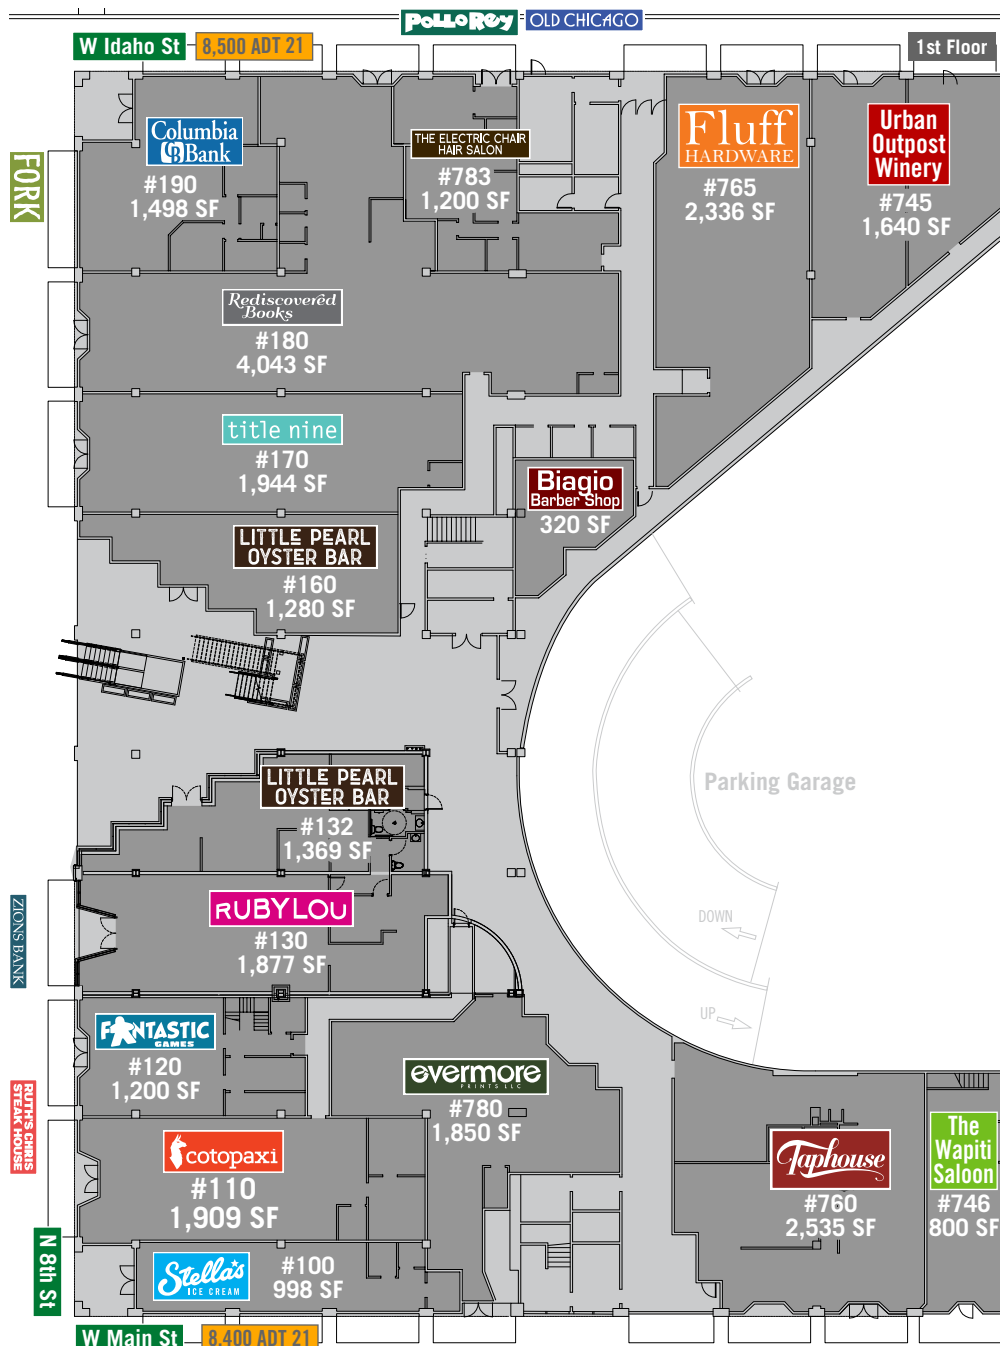 POLLO REY
OLD CHICAGO
W Idaho St
8,500 ADT 21
1st Floor
Columbia
CB Bank
#190
1,498 SF
THE ELECTRIC CHAIR
HAIR SALON
#783
1,200 SF
Fluff
HARDWARE
#765
2,336 SF
Urban
Outpost
Winery
#745
1,640 SF
FORK
Rediscovered
Books
#180
4,043 SF
title nine
#170
1,944 SF
Biagio
Barber Shop
320 SF
LITTLE PEARL
OYSTER BAR
#160
1,280 SF
LITTLE PEARL
OYSTER BAR
#132
1,369 SF
Parking Garage
DOWN
UP
ZIONS BANK
RUBY LOU
#130
1,877 SF
FANTASTIC
GAMES
#120
1,200 SF
evermore
PRINTS LLC
#780
1,850 SF
RUTH'S CHRIS
STEAK HOUSE
cotopaxi
#110
1,909 SF
Taphouse
#760
2,535 SF
The
Wapiti
Saloon
#746
800 SF
N 8th St
Stella's
ICE CREAM
#100
998 SF
W Main St
8,400 ADT 21